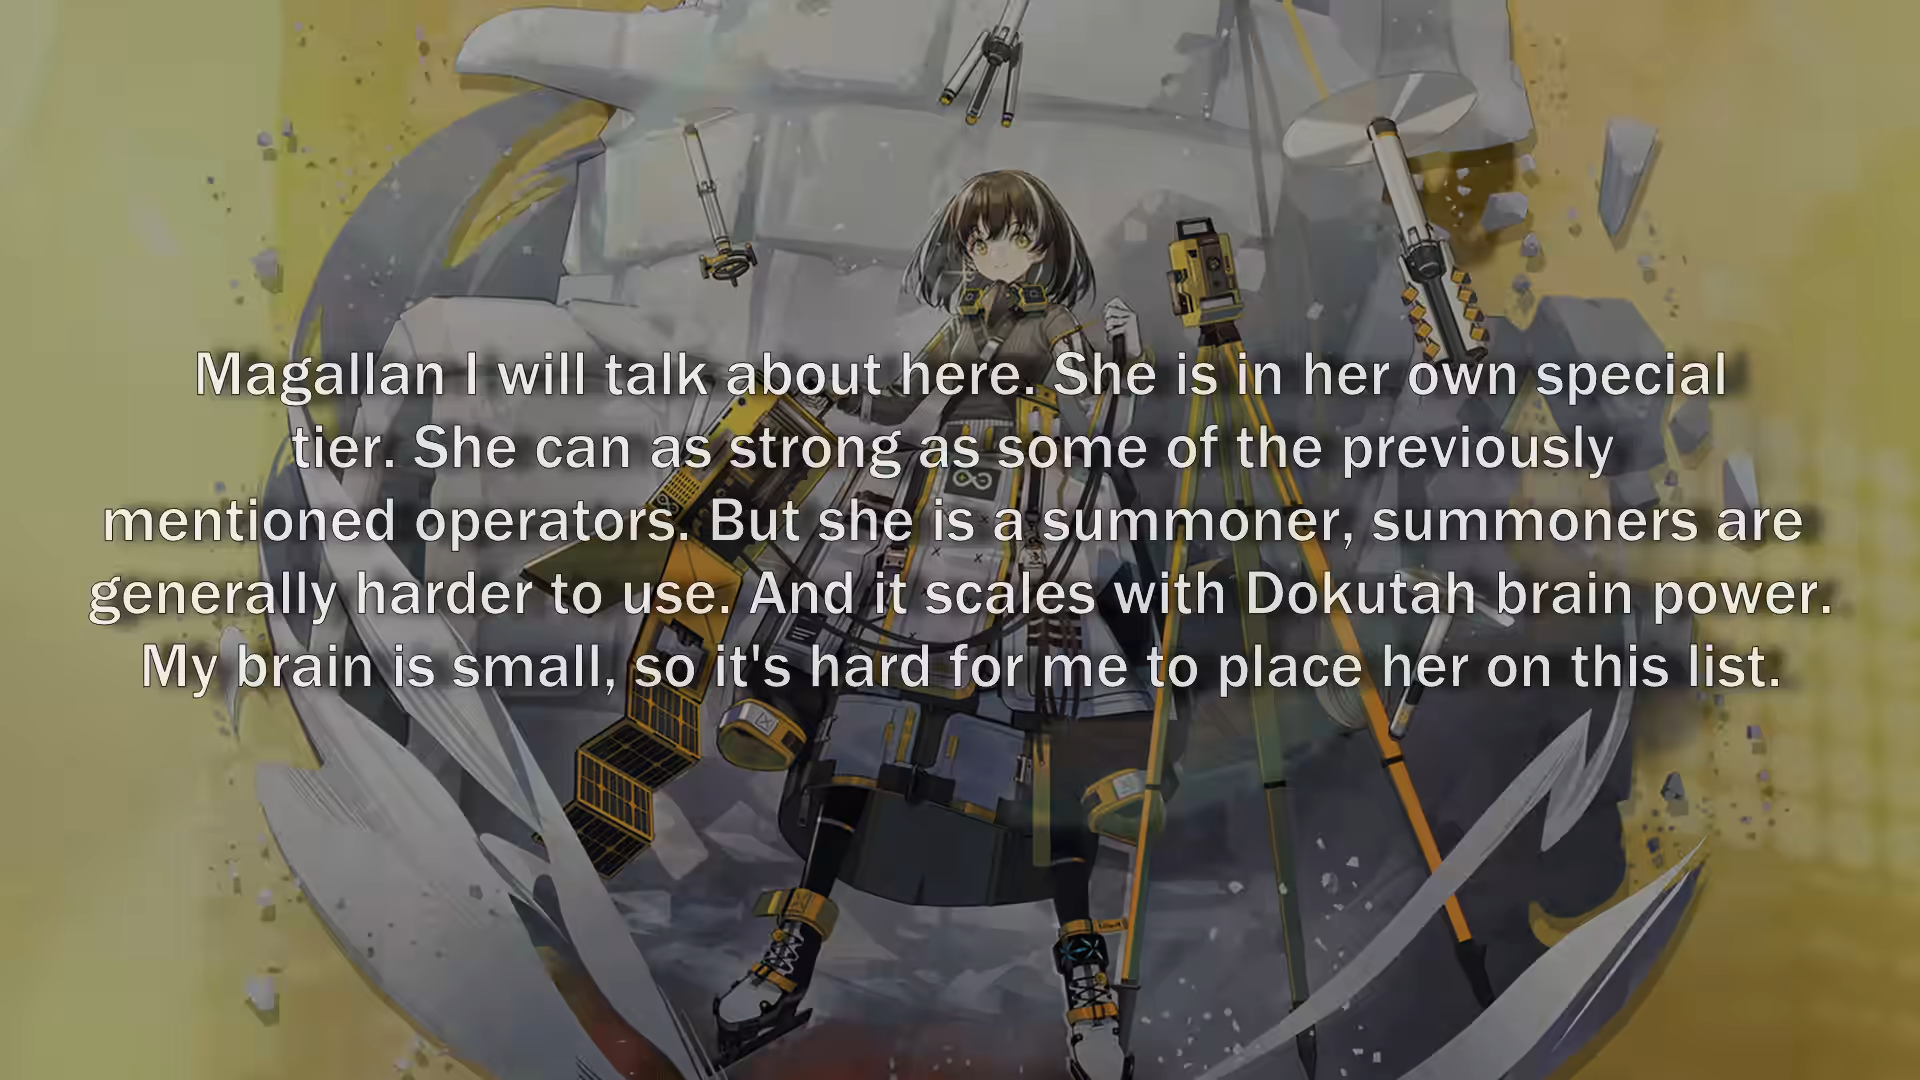 Magallan I will talk about here. She is in her own special
tier. She can as strong as some of the previously
mentioned operators. But she is a summoner, summoners are
generally harder to use. And it scales with Dokutah brain power.
My brain is small, so it's hard for me to place her on this list.